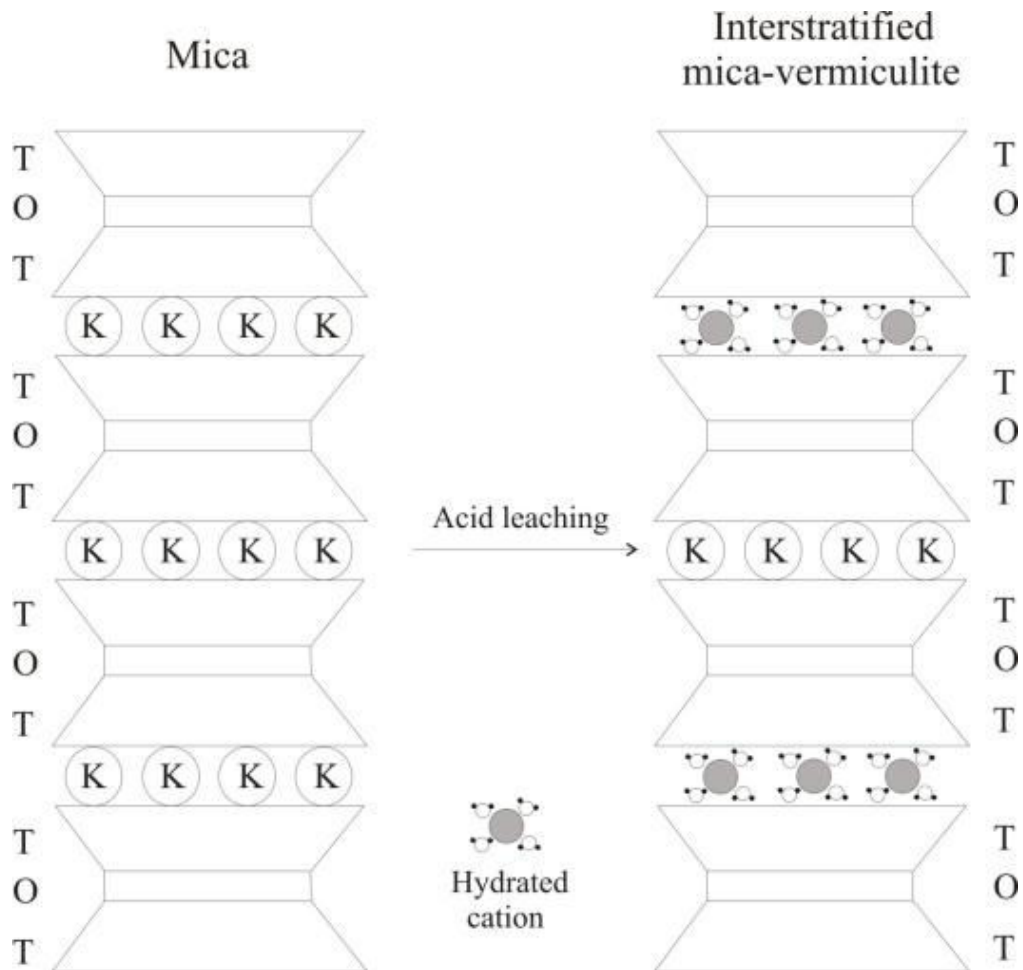 Mica
Interstratified
mica-vermiculite
T
O
T
K K K K
T
O
T
K K K K
T
O
T
K K K K
T
O
T
Acid leaching
Hydrated
cation
T
O
T
T
O
T
K K K K
T
O
T
T
O
T